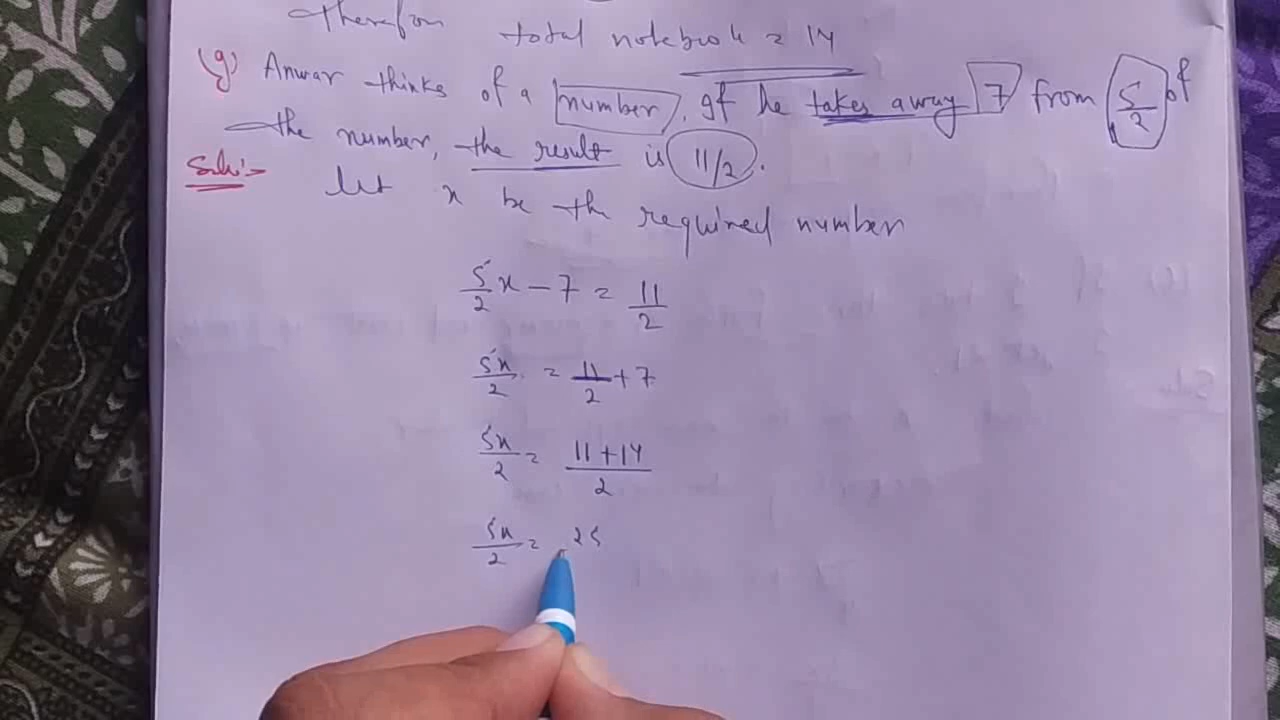 therefore total notebook = 14
(g) Anwar thinks of a number. If he takes away 7 from 5/2 of
the number, the result is 11/2.
Soln:- Let x be the required number
5/2 x - 7 = 11/2
5x/2 = 11/2 + 7
5x/2 = 11+14/2
5x/2 = 25